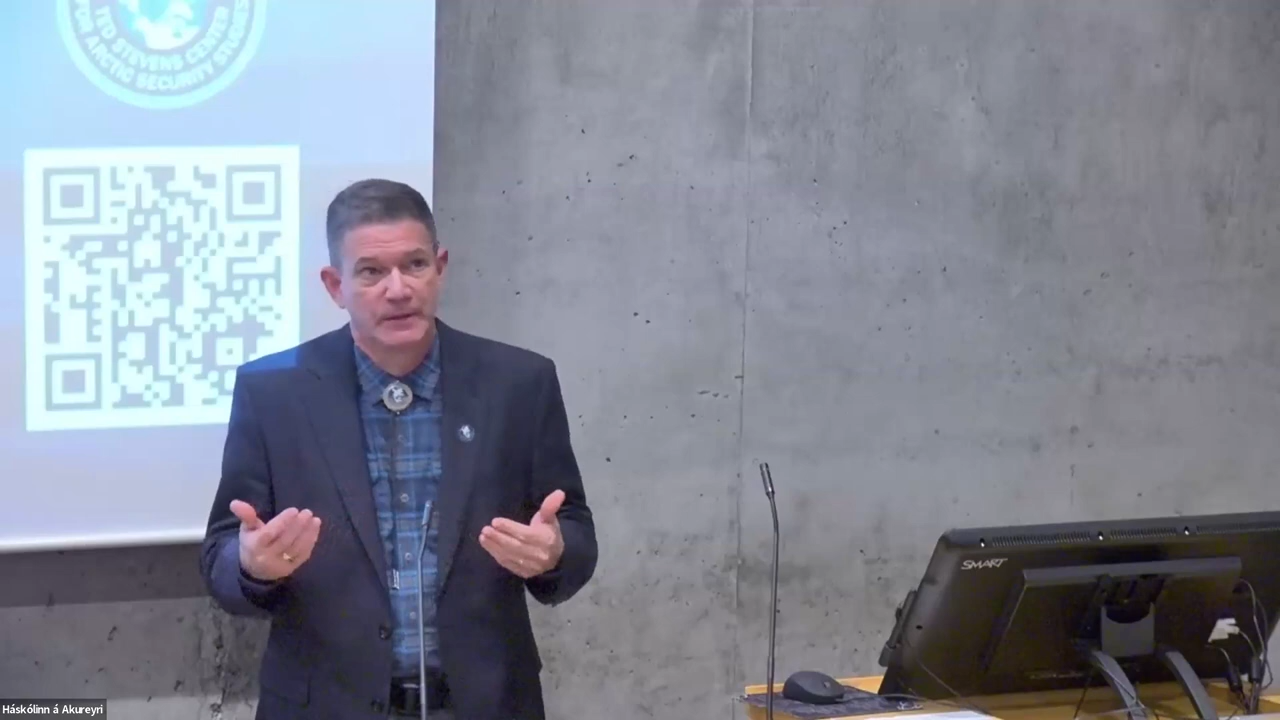 TED STEVENS CENTER
FOR ARCTIC SECURITY STUDIES
SMART
Háskólinn á Akureyri